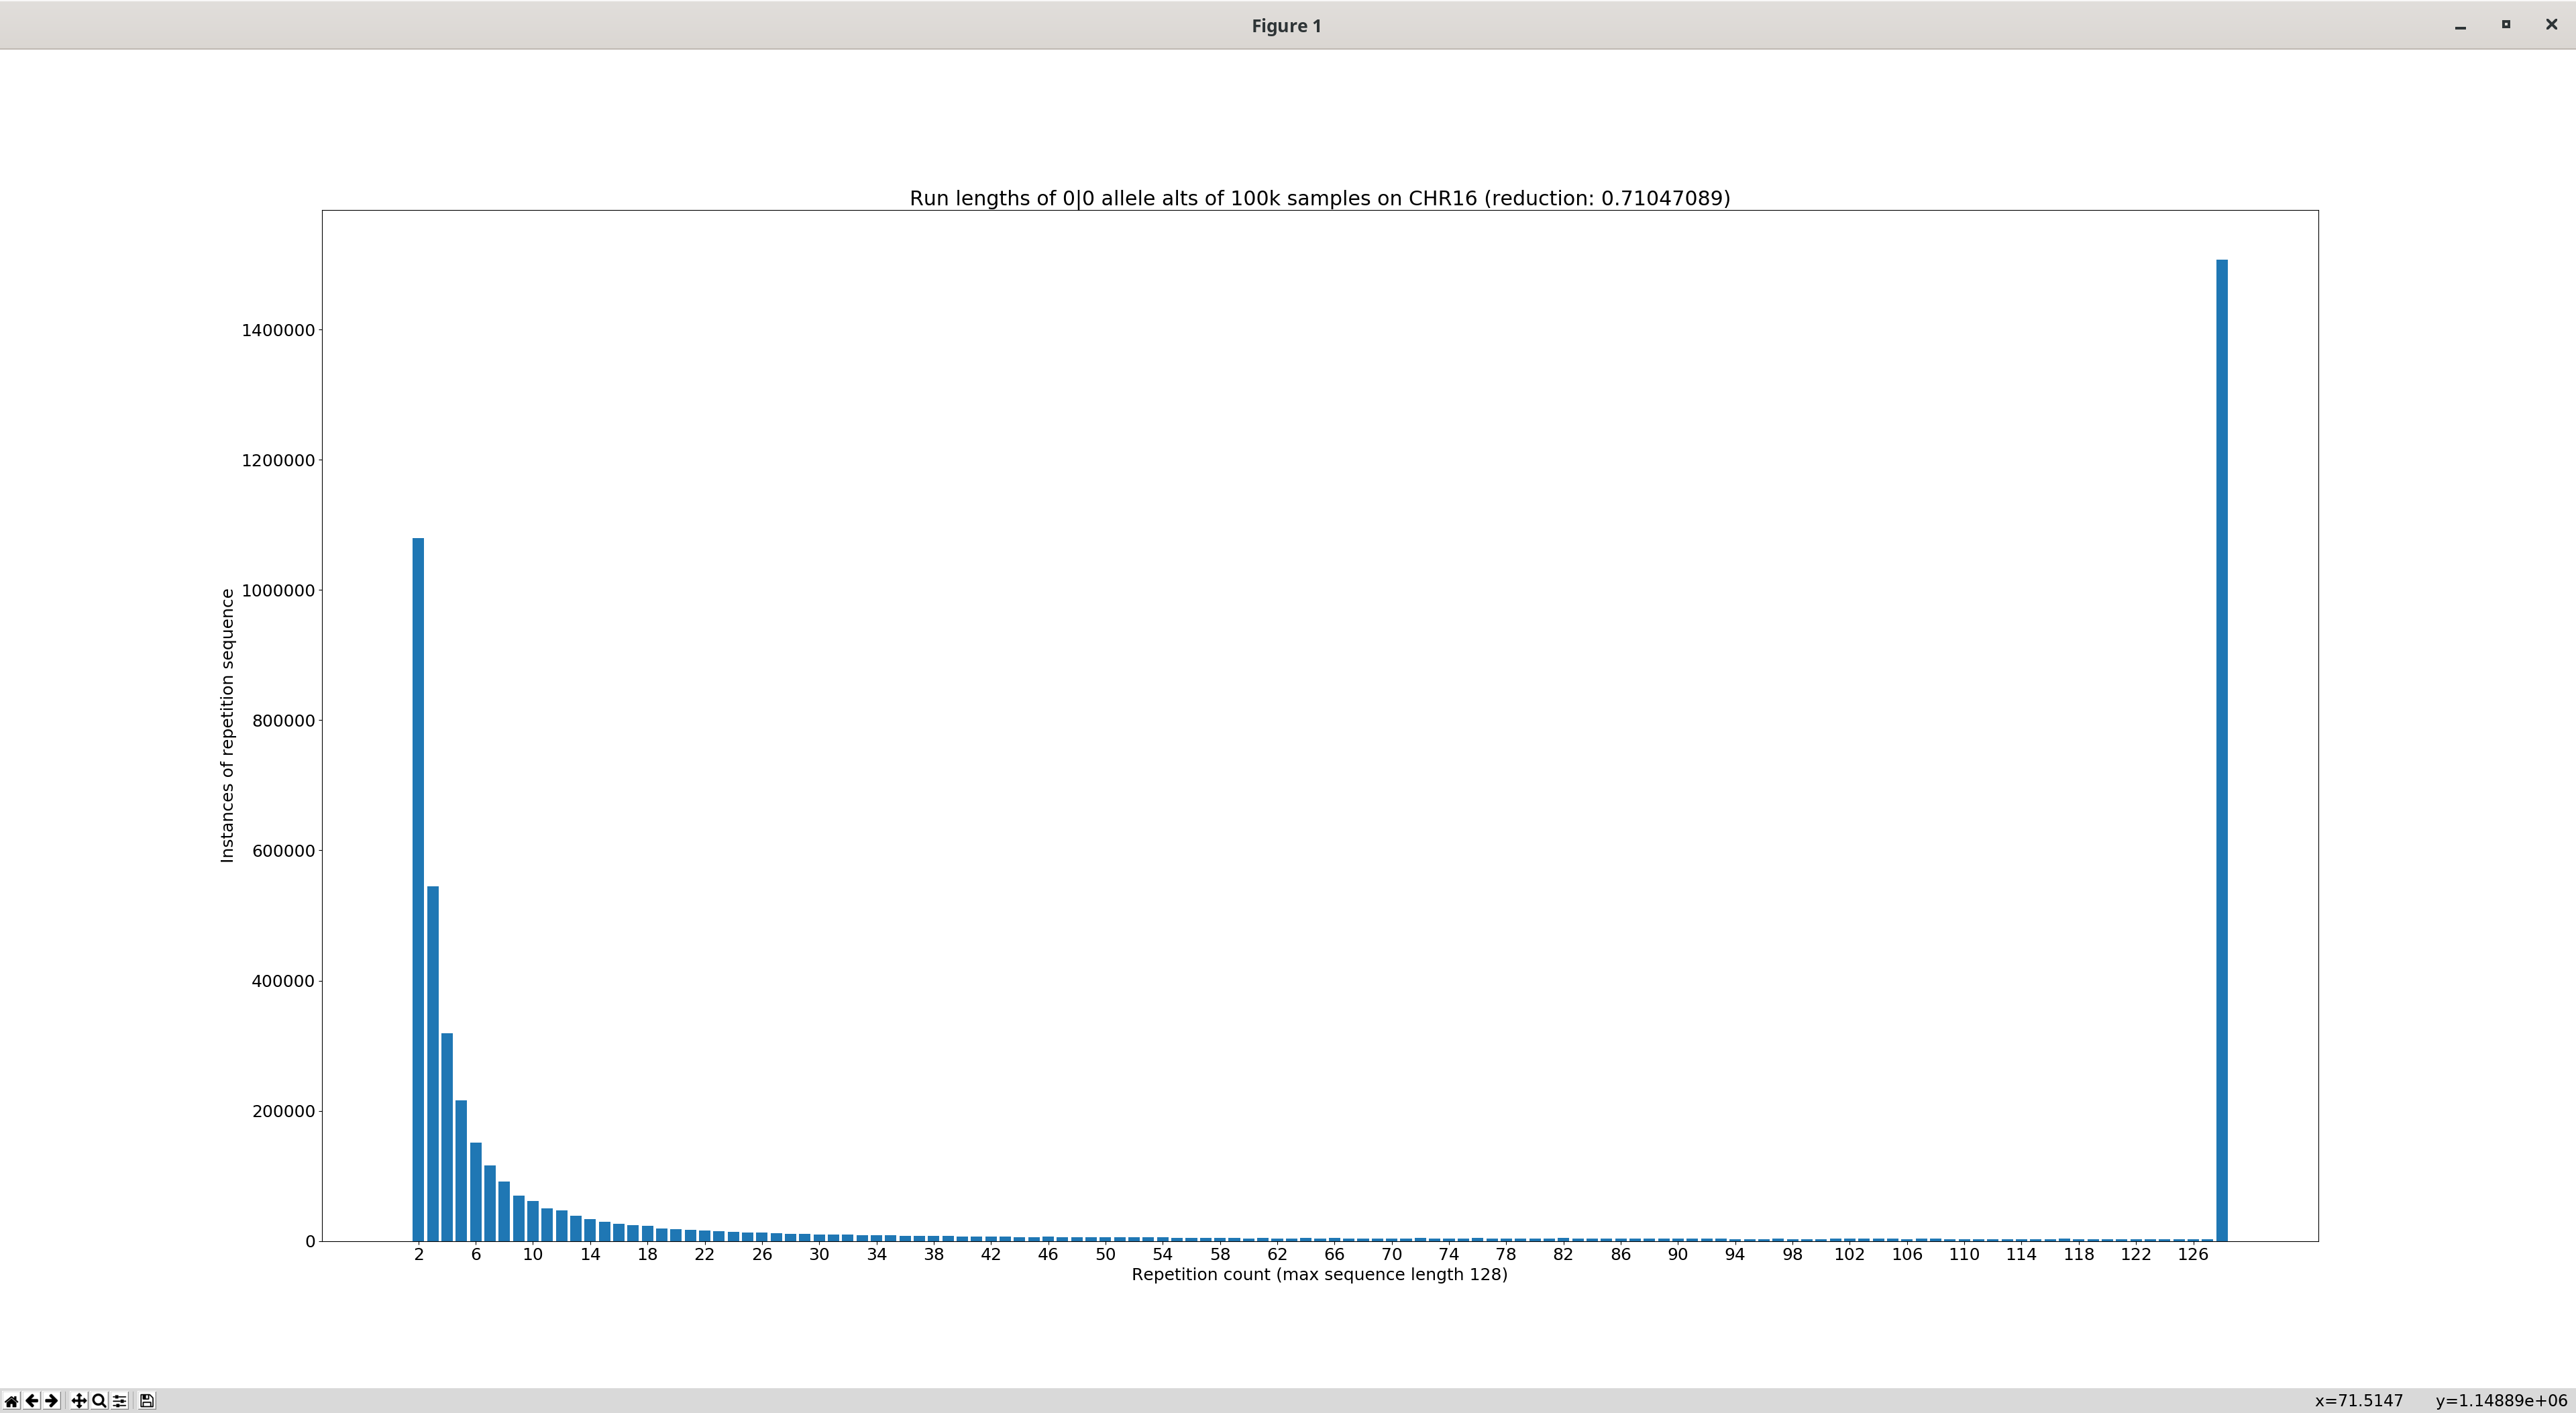 Figure 1
Run lengths of 0|0 allele alts of 100k samples on CHR16 (reduction: 0.71047089)
1400000
1200000
1000000
800000
600000
400000
200000
0
Instances of repetition sequence
2 6 10 14 18 22 26 30 34 38 42 46 50 54 58 62 66 70 74 78 82 86 90 94 98 102 106 110 114 118 122 126
Repetition count (max sequence length 128)
x=71.5147 y=1.14889e+06